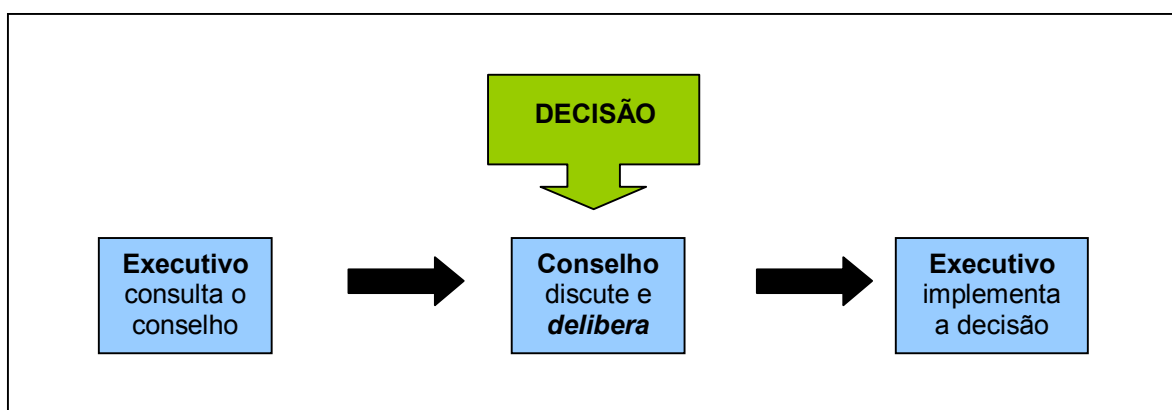 DECISÃO
Executivo
consulta o
conselho
Conselho
discute e
delibera
Executivo
implementa
a decisão